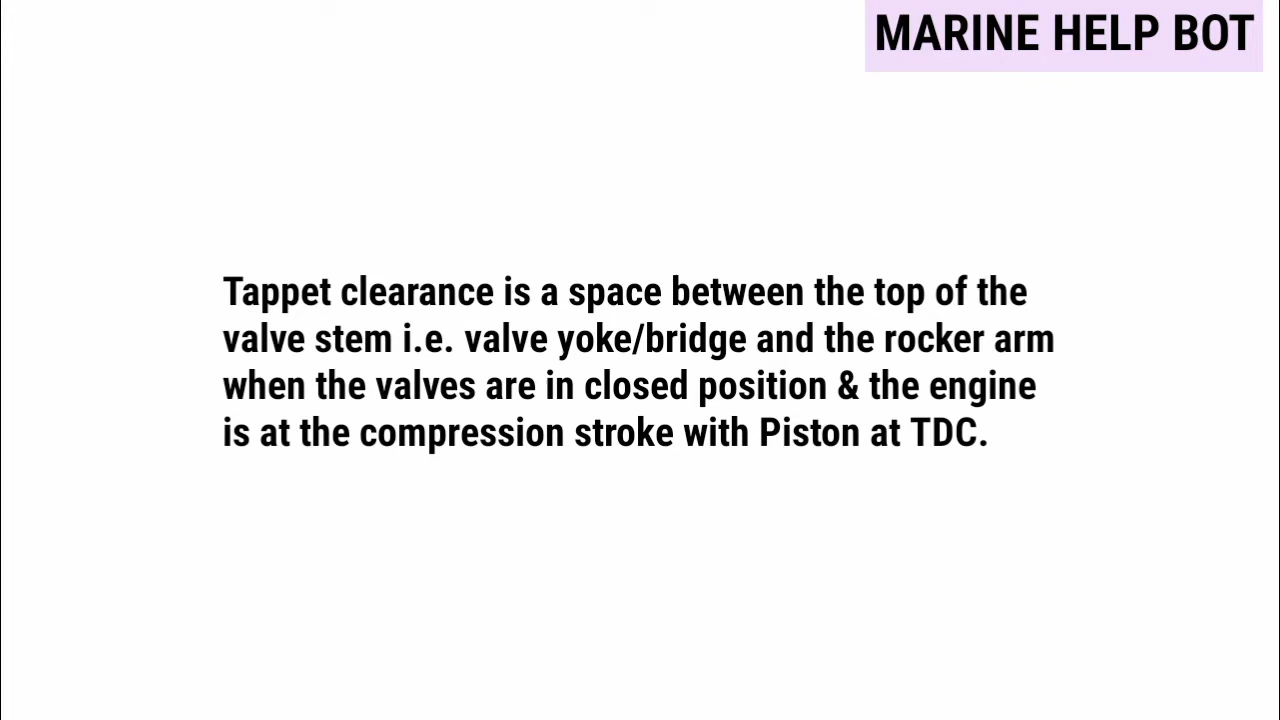 MARINE HELP BOT
Tappet clearance is a space between the top of the
valve stem i.e. valve yoke/bridge and the rocker arm
when the valves are in closed position & the engine
is at the compression stroke with Piston at TDC.